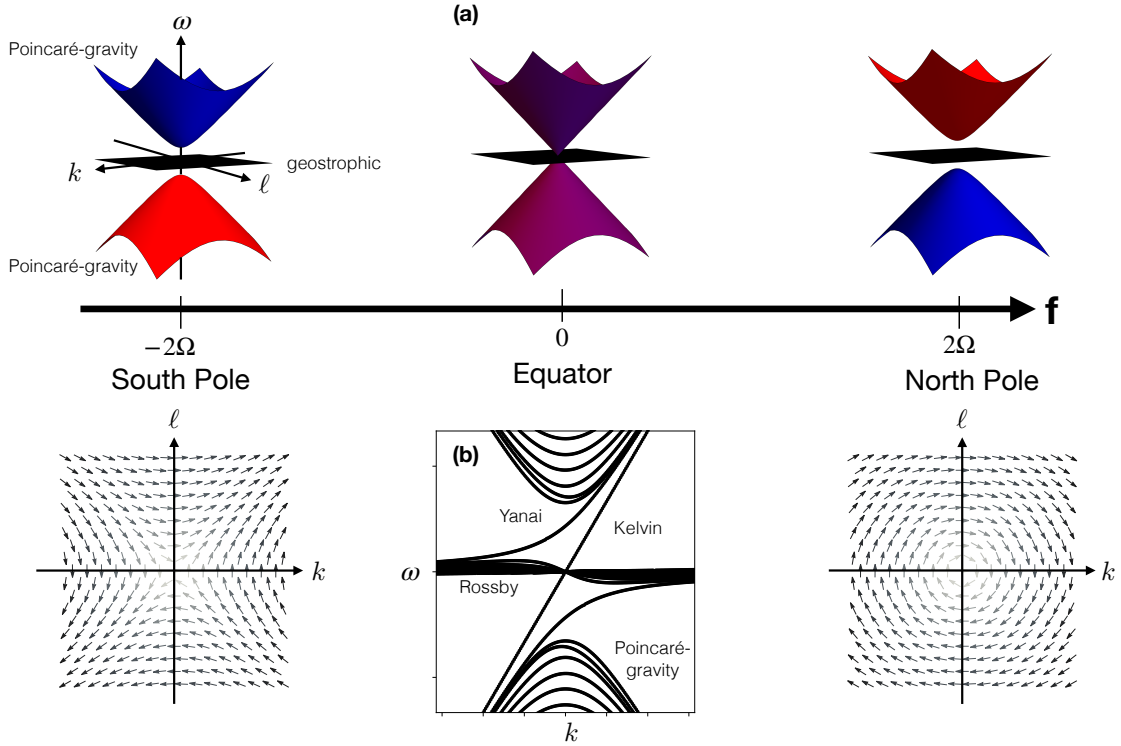 (a)
ω
Poincaré-gravity
geostrophic
k
ℓ
Poincaré-gravity
f
−2Ω
0
2Ω
South Pole
Equator
North Pole
ℓ
k
(b)
Yanai
Kelvin
ω
Rossby
Poincaré-
gravity
k
ℓ
k